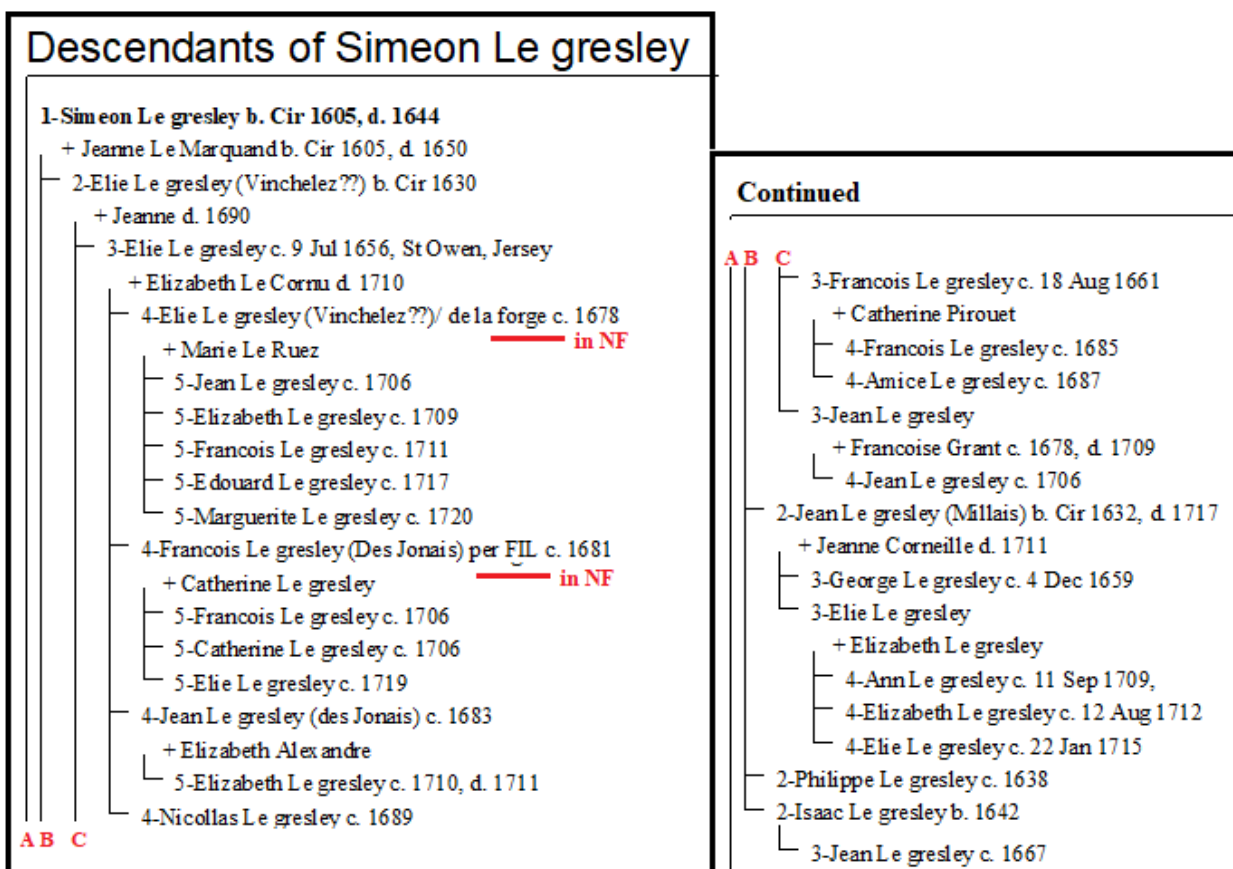 Descendants of Simeon Le gresley
1-Simeon Le gresley b. Cir 1605, d. 1644
+ Jeanne Le Marquand b. Cir 1605, d. 1650
2-Elie Le gresley (Vinchelez??) b. Cir 1630
+ Jeanne d. 1690
3-Elie Le gresley c. 9 Jul 1656, St Owen, Jersey
+ Elizabeth Le Cornu d. 1710
4-Elie Le gresley (Vinchelez??)/ de la forge c. 1678
in NF
+ Marie Le Ruez
5-Jean Le gresley c. 1706
5-Elizabeth Le gresley c. 1709
5-Francois Le gresley c. 1711
5-Edouard Le gresley c. 1717
5-Marguerite Le gresley c. 1720
4-Francois Le gresley (Des Jonais) per FIL c. 1681
in NF
+ Catherine Le gresley
5-Francois Le gresley c. 1706
5-Catherine Le gresley c. 1706
5-Elie Le gresley c. 1719
4-Jean Le gresley (des Jonais) c. 1683
+ Elizabeth Alexandre
5-Elizabeth Le gresley c. 1710, d. 1711
4-Nicollas Le gresley c. 1689
A B C
Continued
A B C
3-Francois Le gresley c. 18 Aug 1661
+ Catherine Pirouet
4-Francois Le gresley c. 1685
4-Amice Le gresley c. 1687
3-Jean Le gresley
+ Francoise Grant c. 1678, d. 1709
4-Jean Le gresley c. 1706
2-Jean Le gresley (Millais) b. Cir 1632, d. 1717
+ Jeanne Corneille d. 1711
3-George Le gresley c. 4 Dec 1659
3-Elie Le gresley
+ Elizabeth Le gresley
4-Ann Le gresley c. 11 Sep 1709,
4-Elizabeth Le gresley c. 12 Aug 1712
4-Elie Le gresley c. 22 Jan 1715
2-Philippe Le gresley c. 1638
2-Isaac Le gresley b. 1642
3-Jean Le gresley c. 1667